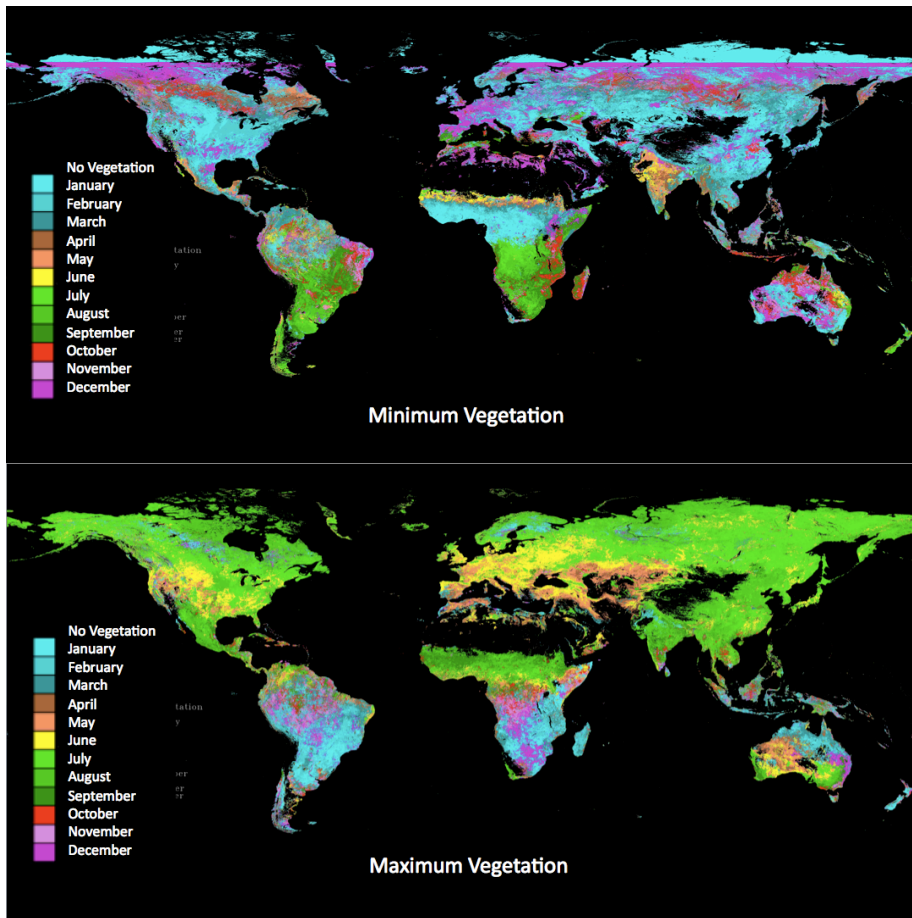 No Vegetation
January
February
March
April
May
June
July
August
September
October
November
December
Minimum Vegetation
No Vegetation
January
February
March
April
May
June
July
August
September
October
November
December
Maximum Vegetation